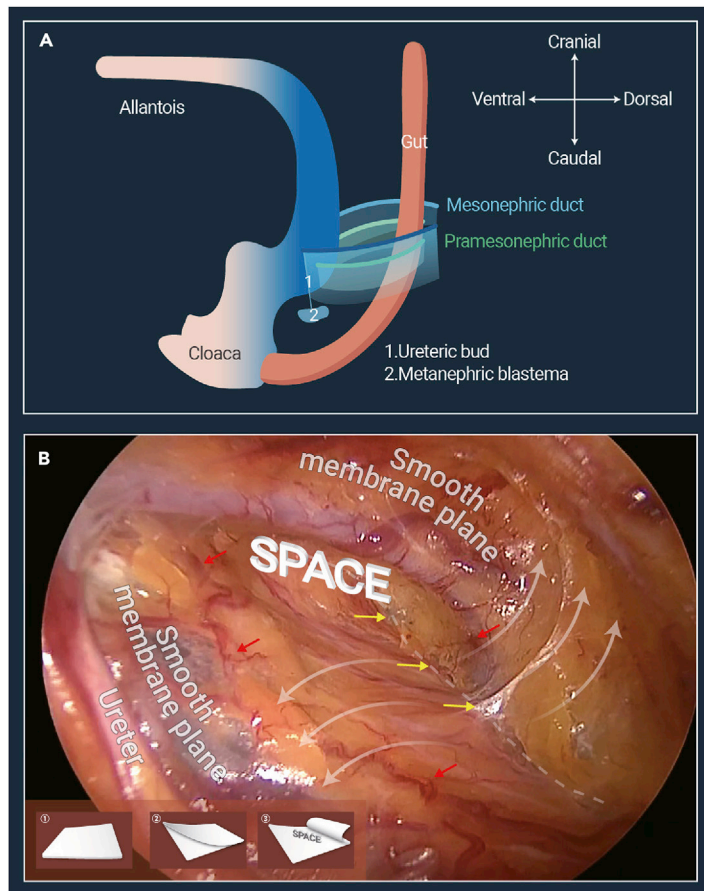 A
Cranial
Allantois
Ventral
Dorsal
Gut
Caudal
Mesonephric duct
Pramesonephric duct
1
2
Cloaca
1.Ureteric bud
2.Metanephric blastema
B
Smooth
membrane plane
SPACE
Smooth
membrane plane
Ureter
①
②
③
SPACE